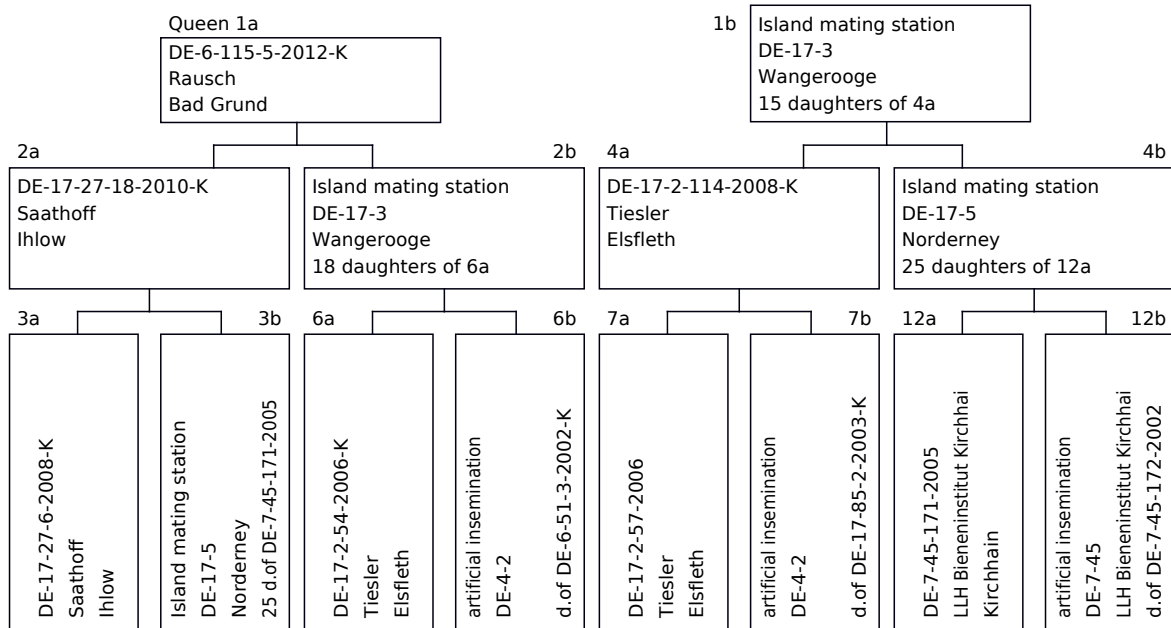 Queen 1a
DE-6-115-5-2012-K
Rausch
Bad Grund
1b
Island mating station
DE-17-3
Wangerooge
15 daughters of 4a
2a
DE-17-27-18-2010-K
Saathoff
Ihlow
2b
Island mating station
DE-17-3
Wangerooge
18 daughters of 6a
4a
DE-17-2-114-2008-K
Tiesler
Elsfleth
4b
Island mating station
DE-17-5
Norderney
25 daughters of 12a
3a
DE-17-27-6-2008-K
Saathoff
Ihlow
3b
Island mating station
DE-17-5
Norderney
25 d.of DE-7-45-171-2005
6a
DE-17-2-54-2006-K
Tiesler
Elsfleth
6b
artificial insemination
DE-4-2
d.of DE-6-51-3-2002-K
7a
DE-17-2-57-2006
Tiesler
Elsfleth
7b
artificial insemination
DE-4-2
d.of DE-17-85-2-2003-K
12a
DE-7-45-171-2005
LLH Bieneninstitut Kirchhai
Kirchhain
12b
artificial insemination
DE-7-45
LLH Bieneninstitut Kirchhai
d.of DE-7-45-172-2002